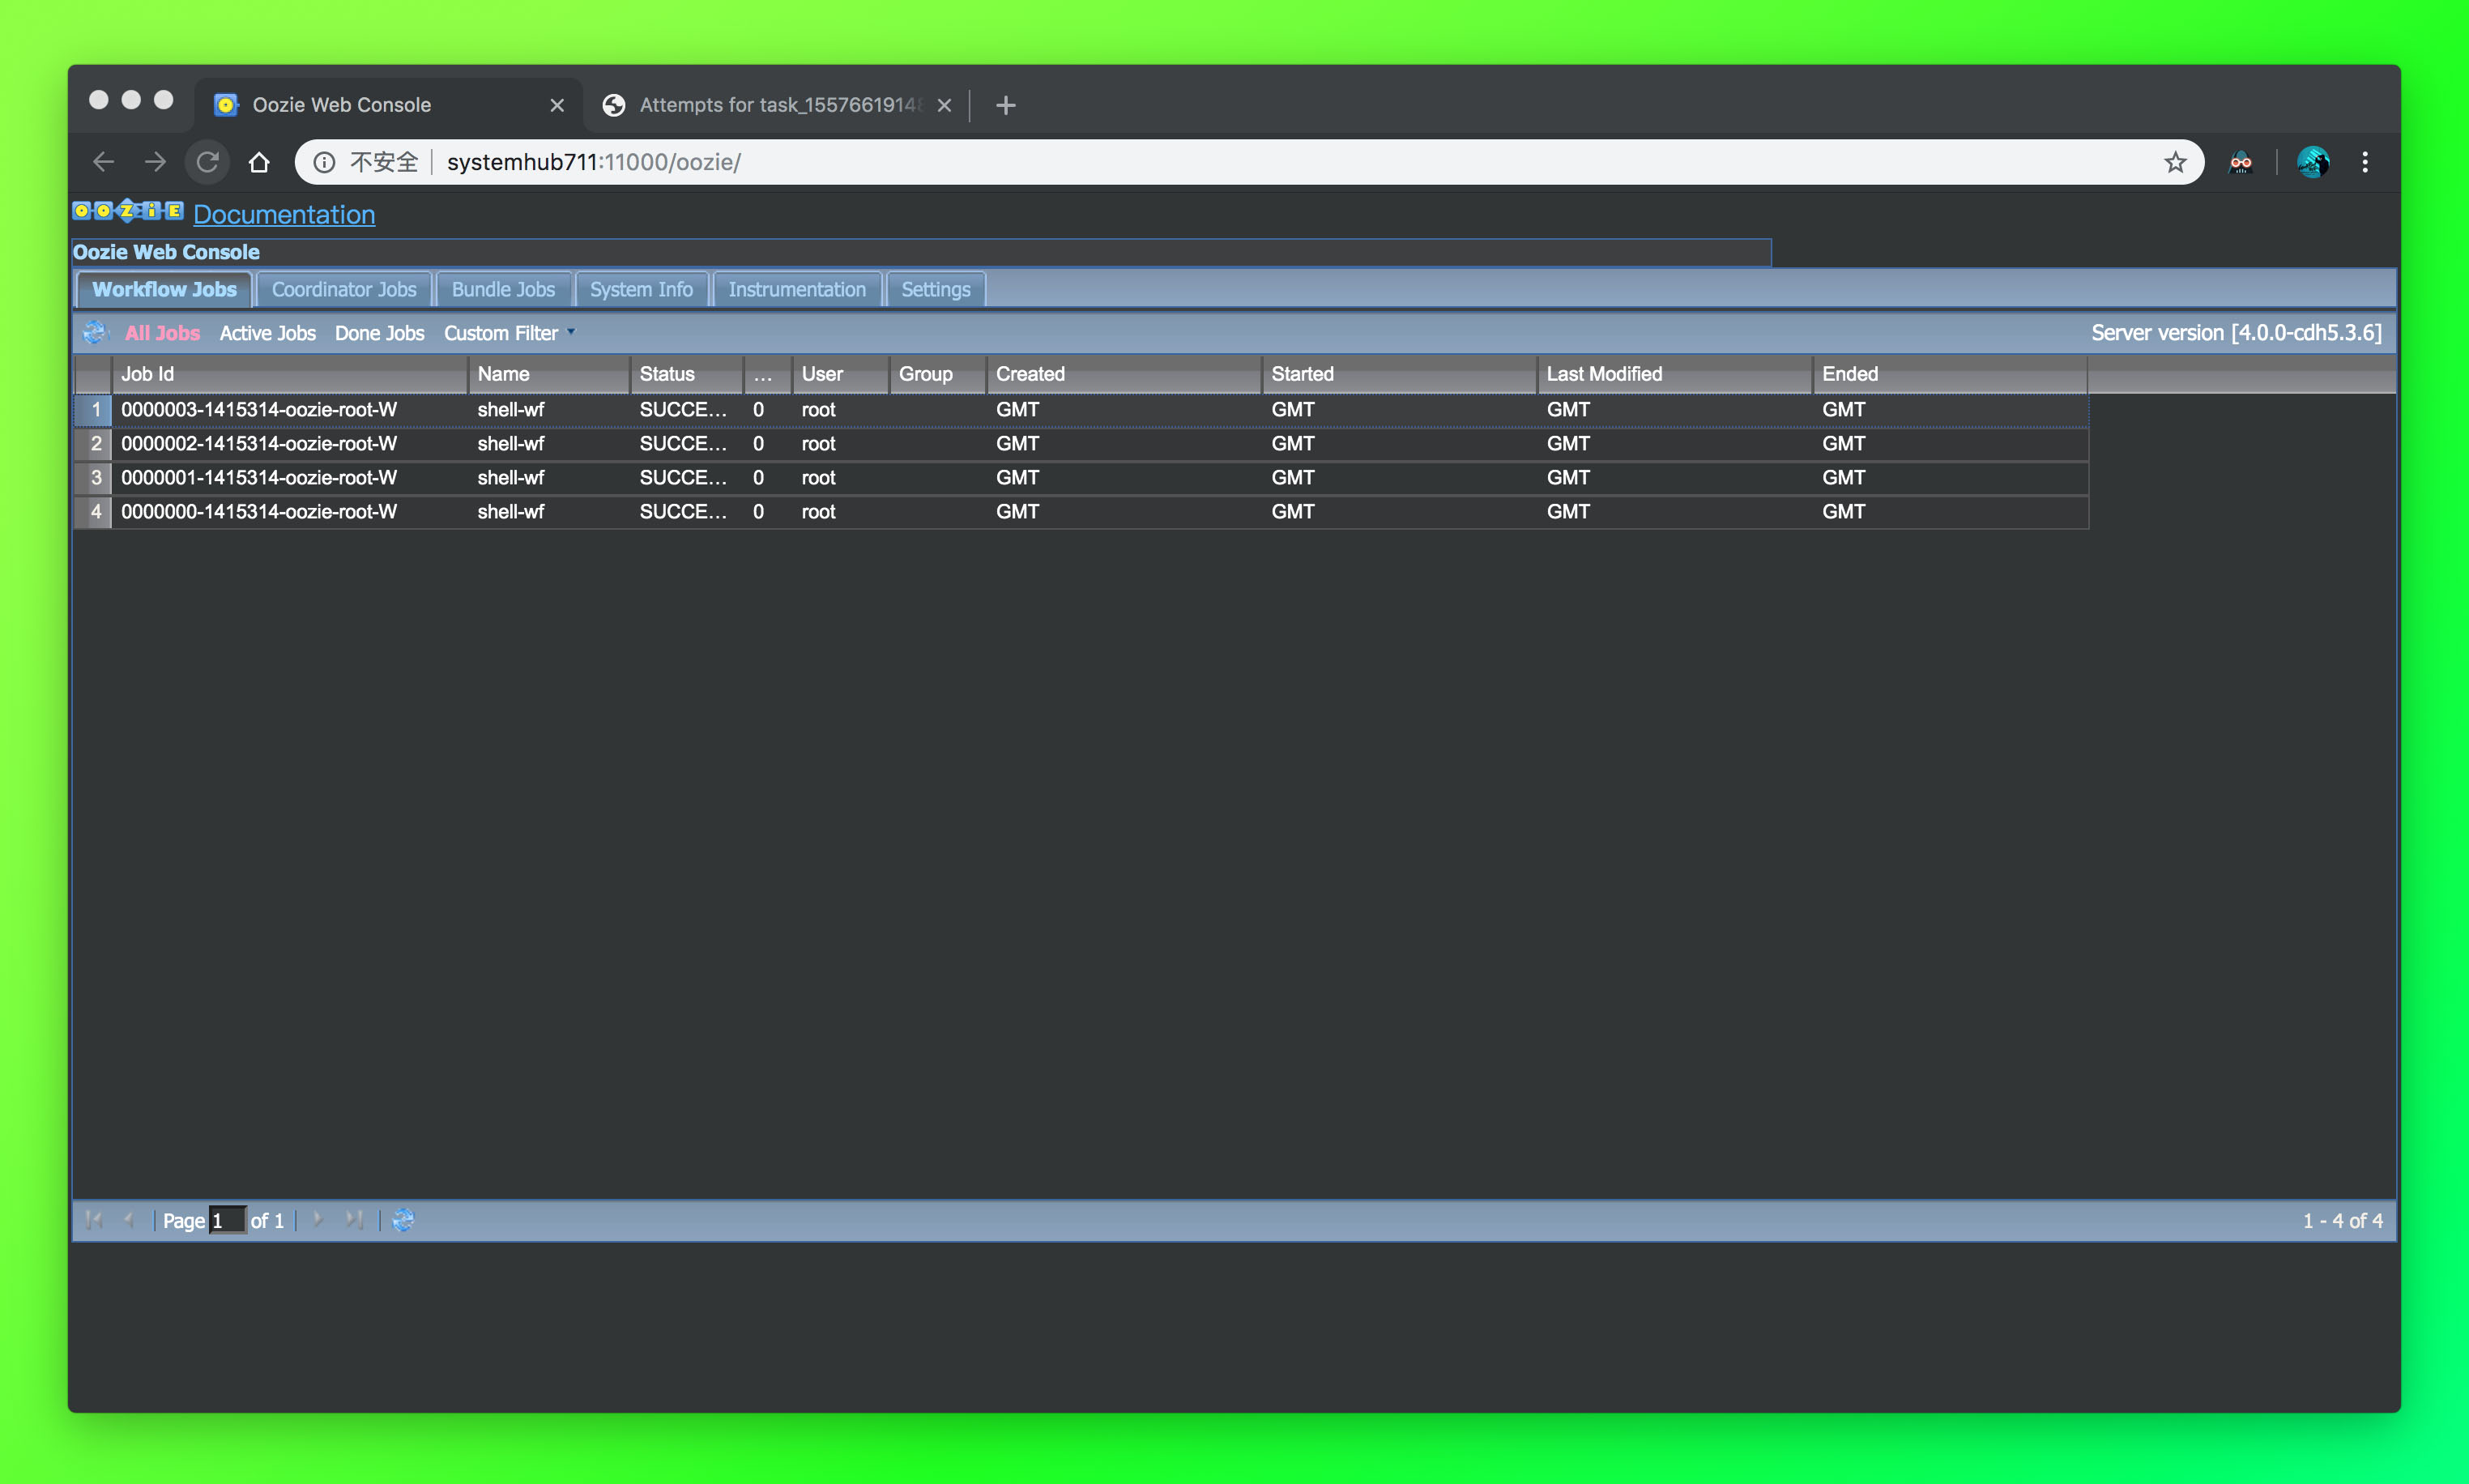 Oozie Web Console
Attempts for task_1557661914
不安全 systemhub711:11000/oozie/
OOZiE Documentation
Oozie Web Console
Workflow Jobs Coordinator Jobs Bundle Jobs System Info Instrumentation Settings
All Jobs Active Jobs Done Jobs Custom Filter Server version [4.0.0-cdh5.3.6]
Job Id Name Status ... User Group Created Started Last Modified Ended
1 0000003-1415314-oozie-root-W shell-wf SUCCE... 0 root GMT GMT GMT GMT
2 0000002-1415314-oozie-root-W shell-wf SUCCE... 0 root GMT GMT GMT GMT
3 0000001-1415314-oozie-root-W shell-wf SUCCE... 0 root GMT GMT GMT GMT
4 0000000-1415314-oozie-root-W shell-wf SUCCE... 0 root GMT GMT GMT GMT
Page 1 of 1 1 - 4 of 4